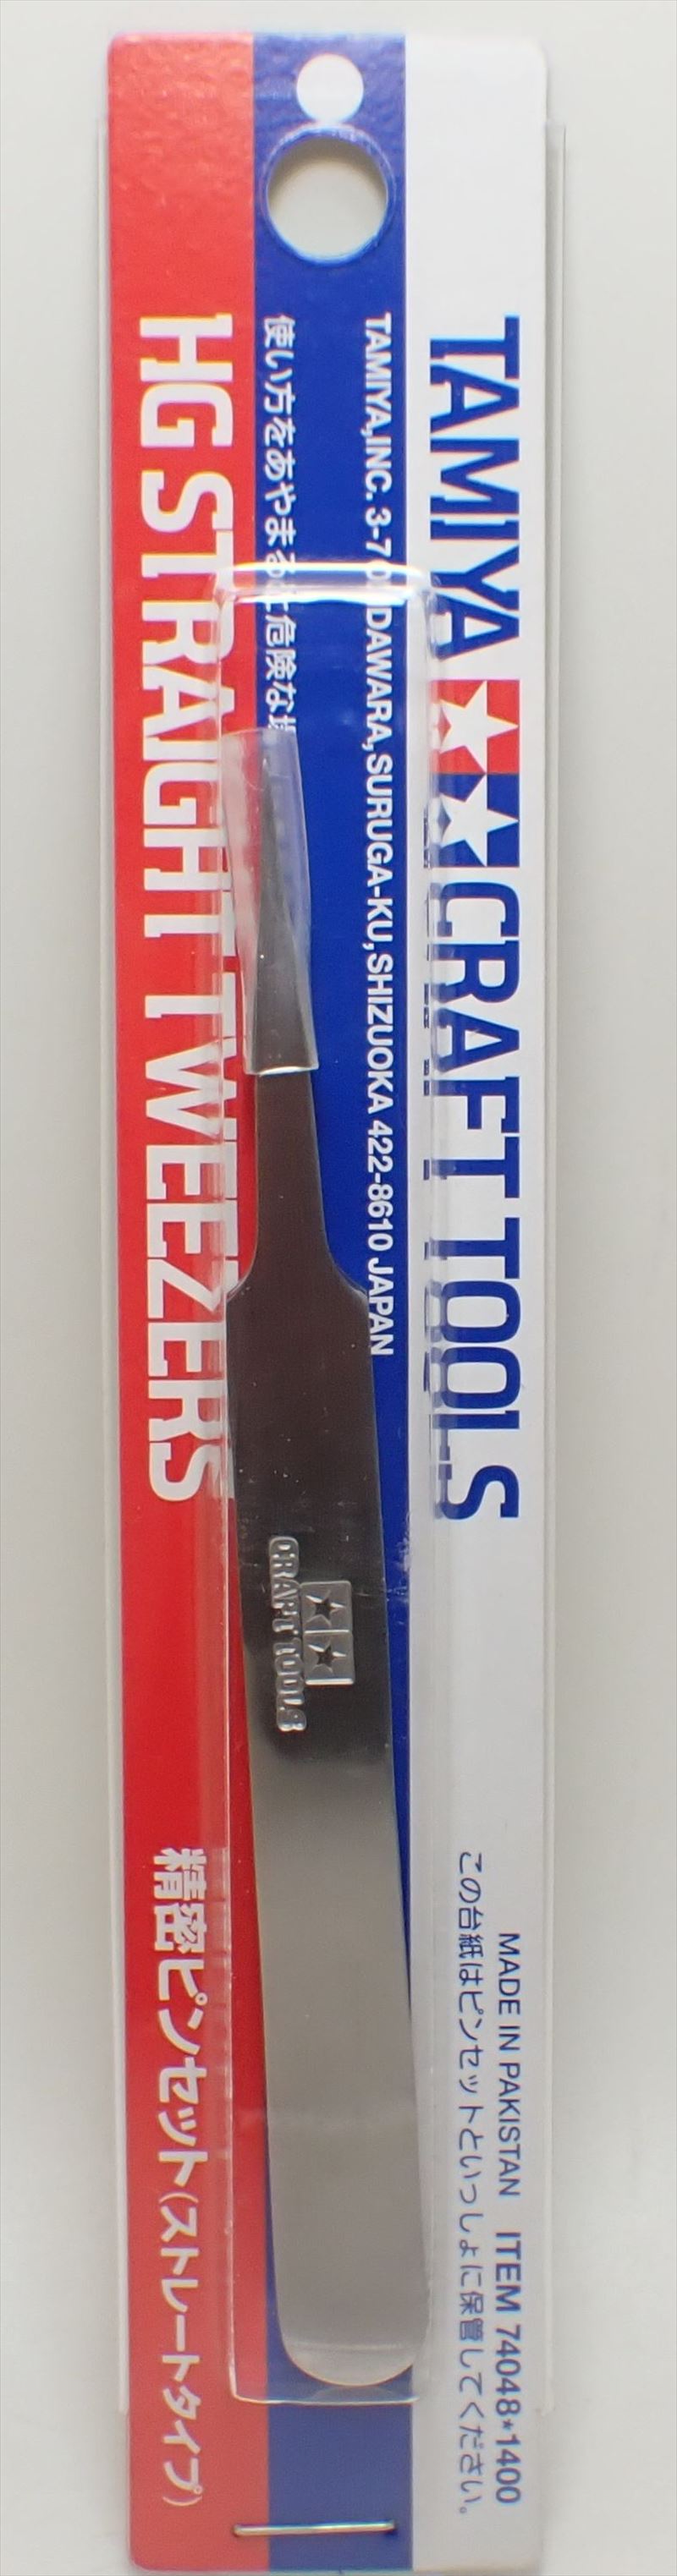 TAMIYA CRAFT TOOLS
MADE IN PAKISTAN ITEM 74048*1400
この台紙はピンセットといっしょに保管してください。
TAMIYA,INC. 3-7 DAWARA,SURUGA-KU,SHIZUOKA 422-8610 JAPAN
使い方をあやまると危険な
CRAFT TOOLS
HG STRAIGHT TWEEZERS
精密ピンセット(ストレートタイプ)